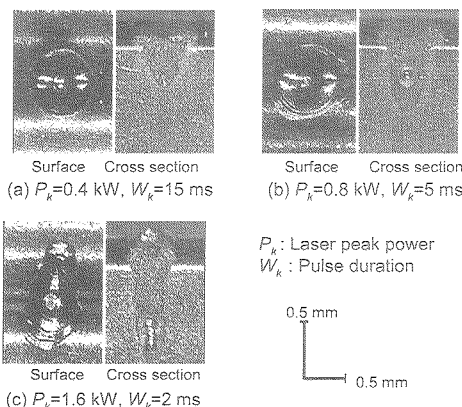 Surface Cross section
(a) Pk=0.4 kW, Wk=15 ms
Surface Cross section
(b) Pk=0.8 kW, Wk=5 ms
Surface Cross section
(c) Pk=1.6 kW, Wk=2 ms
Pk : Laser peak power
Wk : Pulse duration
0.5 mm
0.5 mm